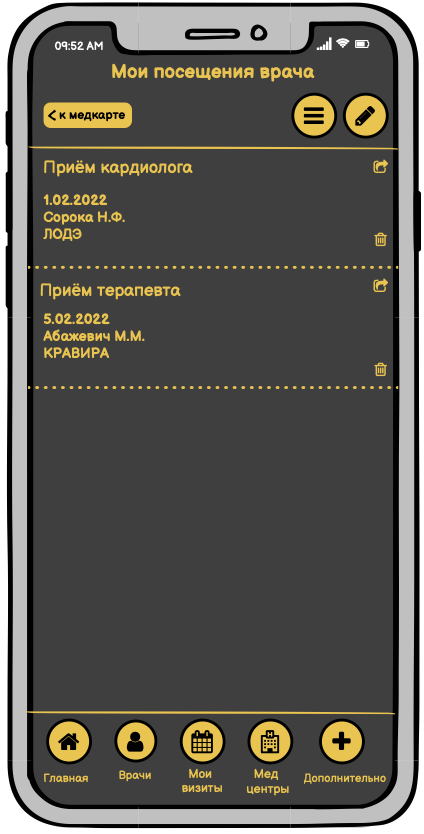 09:52 AM
Мои посещения врача
< к медкарте
Приём кардиолога
1.02.2022
Сорока Н.Ф.
ЛОДЭ
Приём терапевта
5.02.2022
Абажевич М.М.
КРАВИРА
Главная
Врачи
Мои
визиты
Мед
центры
Дополнительно